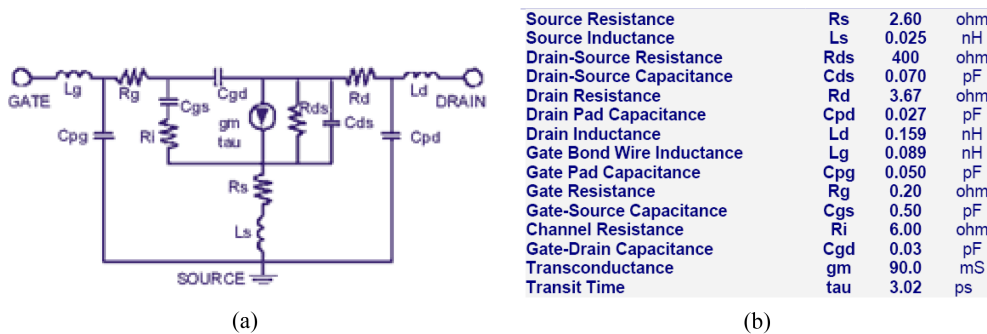 GATE
Lg
Rg
Cgd
Rd
Ld
DRAIN
Cgs
Rds
Cpg
Ri
gm
tau
Cds
Cpd
Rs
Ls
SOURCE
(a)
Source Resistance Rs 2.60 ohm
Source Inductance Ls 0.025 nH
Drain-Source Resistance Rds 400 ohm
Drain-Source Capacitance Cds 0.070 pF
Drain Resistance Rd 3.67 ohm
Drain Pad Capacitance Cpd 0.027 pF
Drain Inductance Ld 0.159 nH
Gate Bond Wire Inductance Lg 0.089 nH
Gate Pad Capacitance Cpg 0.050 pF
Gate Resistance Rg 0.20 ohm
Gate-Source Capacitance Cgs 0.50 pF
Channel Resistance Ri 6.00 ohm
Gate-Drain Capacitance Cgd 0.03 pF
Transconductance gm 90.0 mS
Transit Time tau 3.02 ps
(b)